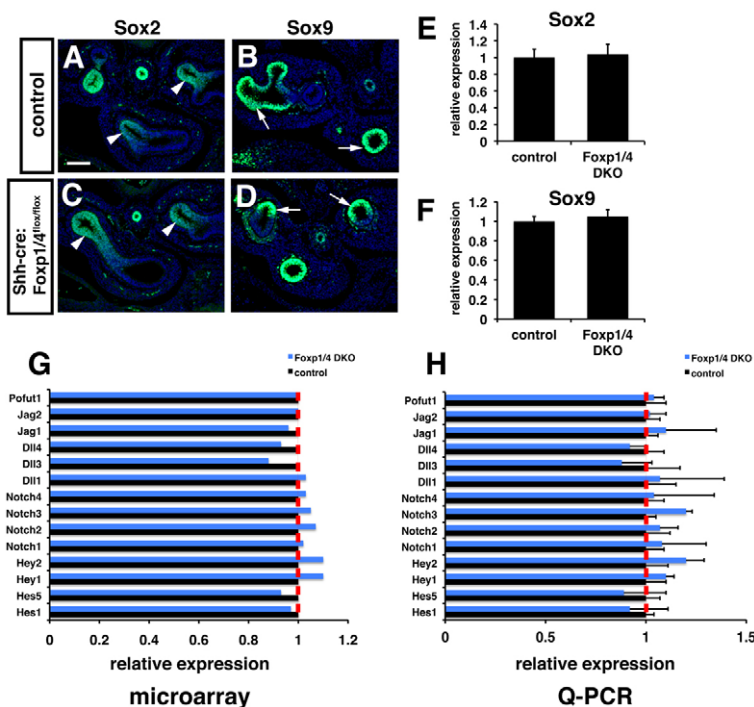 Sox2
Sox9
control
Shh-cre:
Foxp1/4flox/flox
A
B
C
D
E
Sox2
relative expression
1.4
1.2
1
0.8
0.6
0.4
0.2
0
control
Foxp1/4
DKO
F
Sox9
relative expression
1.2
1
0.8
0.6
0.4
0.2
0
control
Foxp1/4
DKO
G
Foxp1/4 DKO
control
Pofut1
Jag2
Jag1
Dll4
Dll3
Dll1
Notch4
Notch3
Notch2
Notch1
Hey2
Hey1
Hes5
Hes1
0
0.2
0.4
0.6
0.8
1
1.2
relative expression
microarray
H
Foxp1/4 DKO
control
Pofut1
Jag2
Jag1
Dll4
Dll3
Dll1
Notch4
Notch3
Notch2
Notch1
Hey2
Hey1
Hes5
Hes1
0
0.5
1
1.5
relative expression
Q-PCR